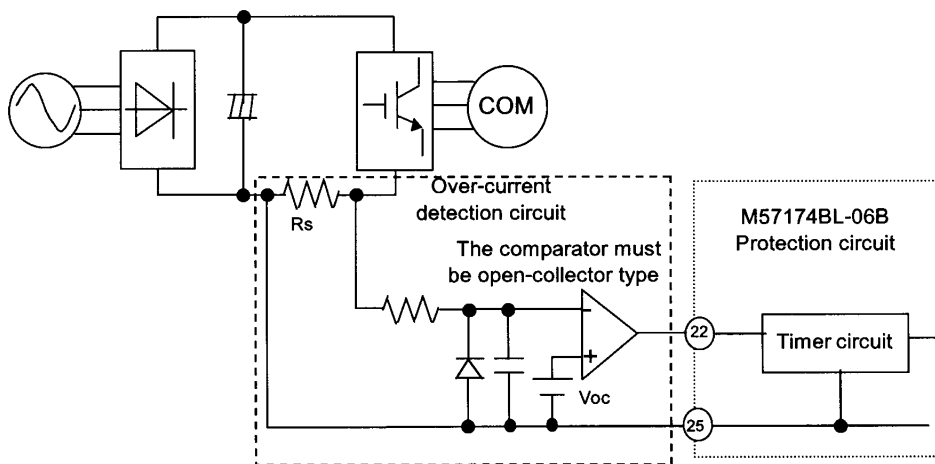 COM
Over-current
detection circuit
Rs
The comparator must
be open-collector type
M57174BL-06B
Protection circuit
−
+
Voc
22
Timer circuit
25